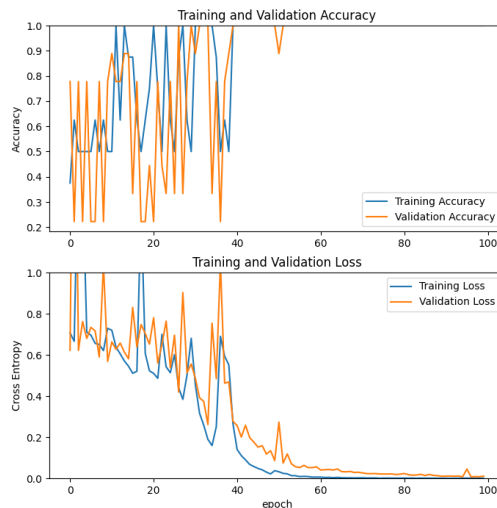 Training and Validation Accuracy
1.0
0.9
0.8
0.7
0.6
0.5
0.4
0.3
0.2
Accuracy
Training Accuracy
Validation Accuracy
0 20 40 60 80 100
Training and Validation Loss
1.0
0.8
0.6
0.4
0.2
0.0
Cross Entropy
Training Loss
Validation Loss
0 20 40 60 80 100
epoch